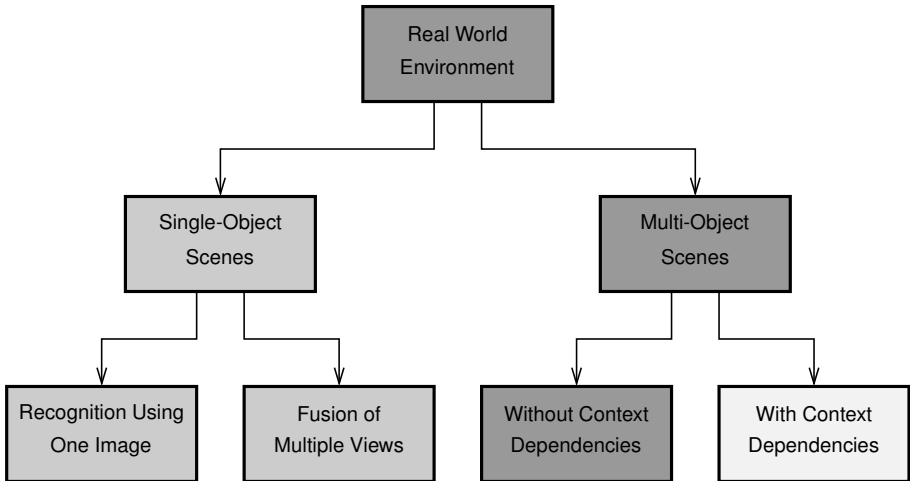 Real World
Environment
Single-Object
Scenes
Multi-Object
Scenes
Recognition Using
One Image
Fusion of
Multiple Views
Without Context
Dependencies
With Context
Dependencies